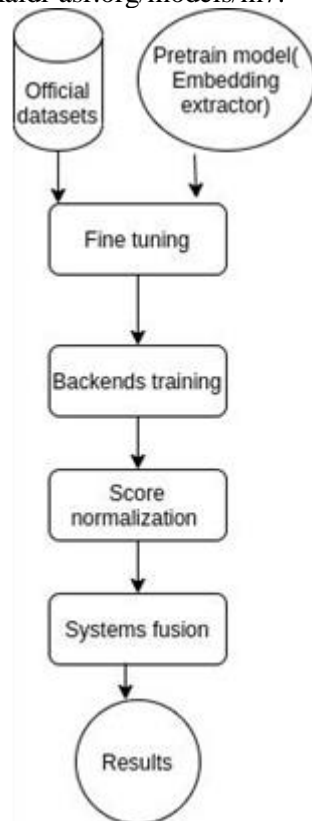 Official
datasets
Pretrain model(
Embedding
extractor)
Fine tuning
Backends training
Score
normalization
Systems fusion
Results